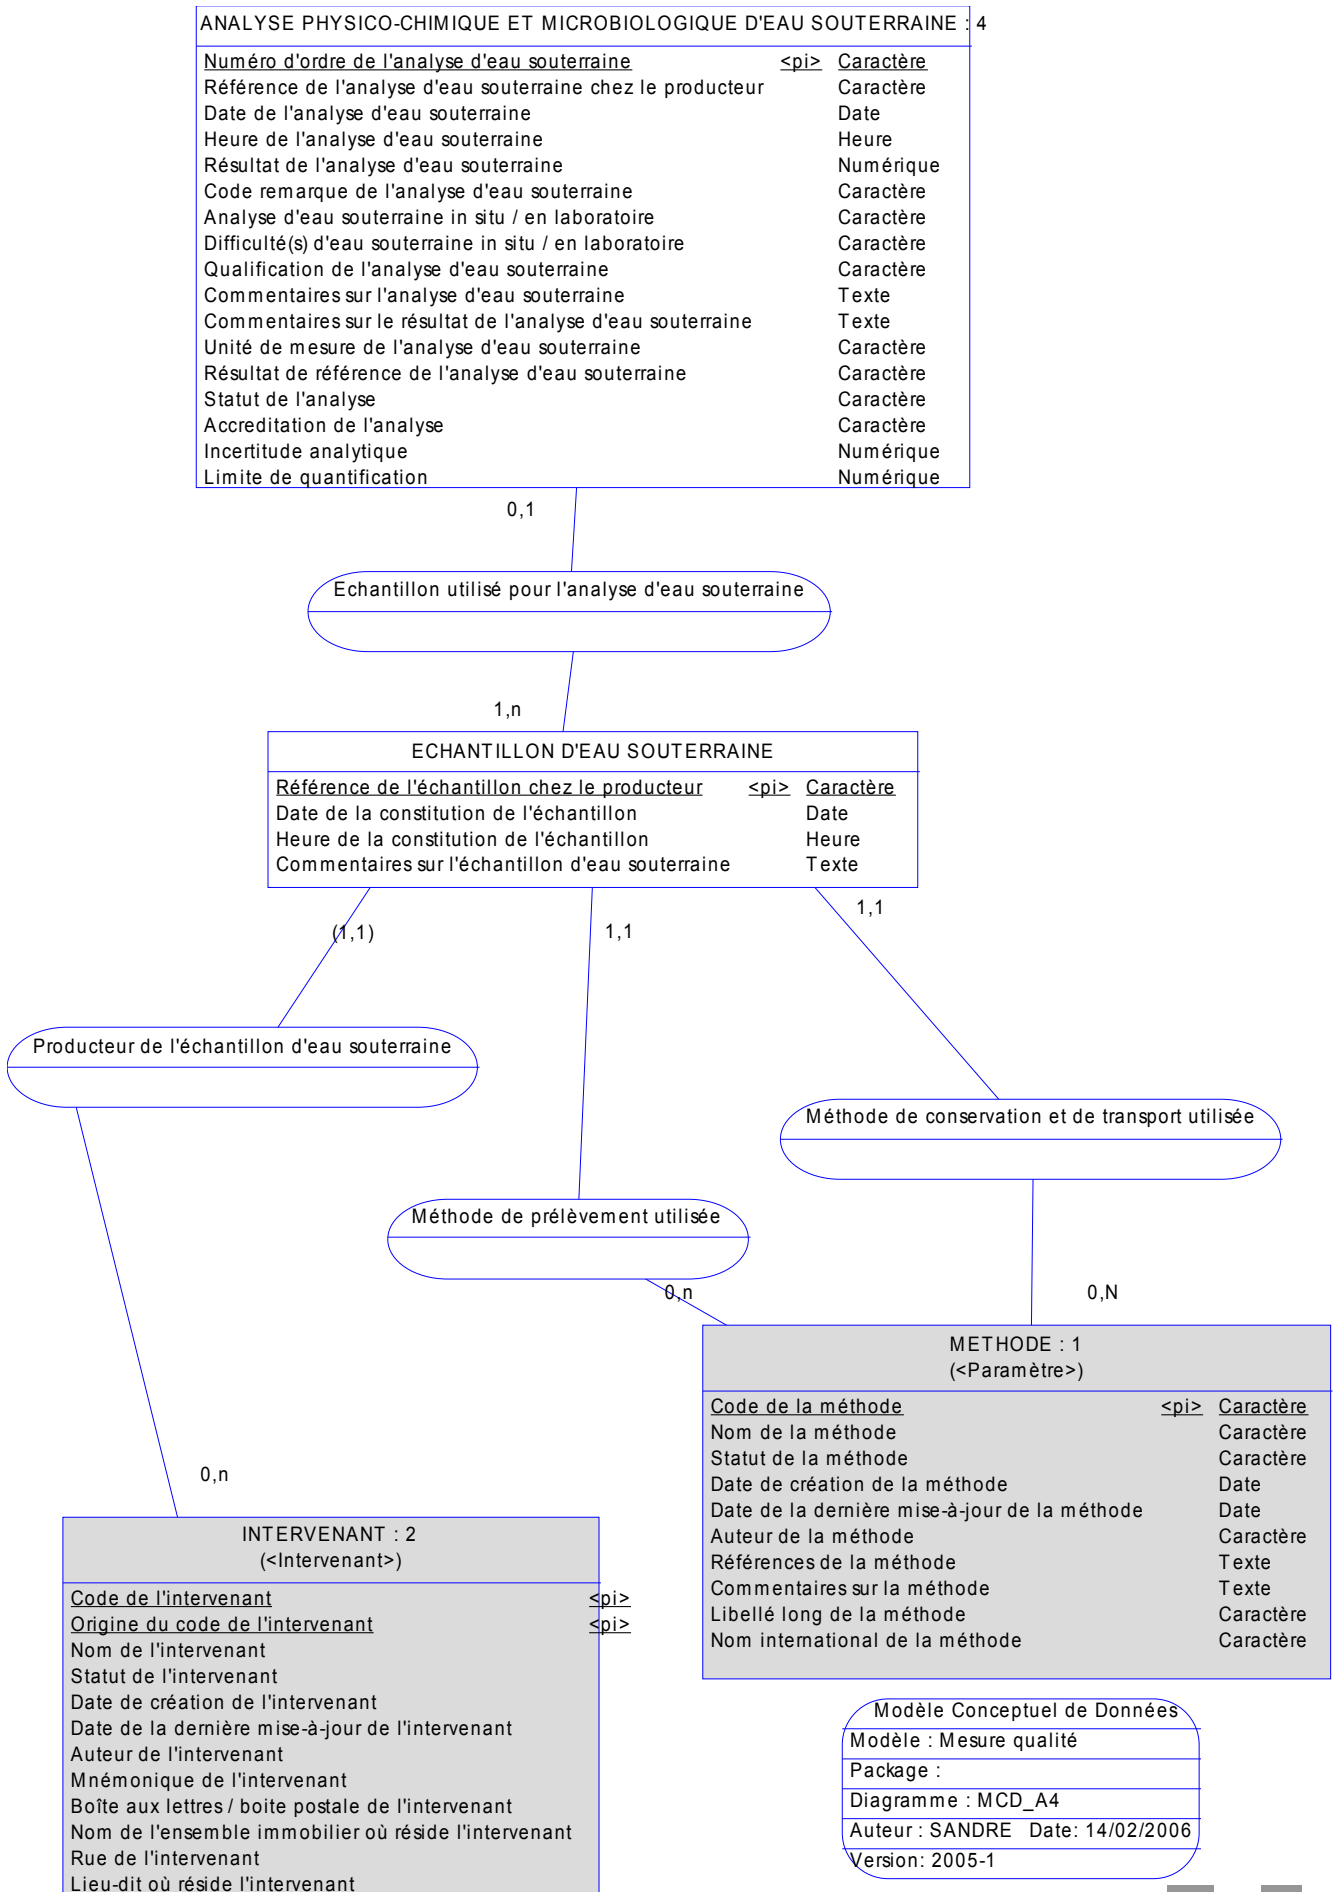 ANALYSE PHYSICO-CHIMIQUE ET MICROBIOLOGIQUE D'EAU SOUTERRAINE : 4
Numéro d'ordre de l'analyse d'eau souterraine <pi> Caractère
Référence de l'analyse d'eau souterraine chez le producteur Caractère
Date de l'analyse d'eau souterraine Date
Heure de l'analyse d'eau souterraine Heure
Résultat de l'analyse d'eau souterraine Numérique
Code remarque de l'analyse d'eau souterraine Caractère
Analyse d'eau souterraine in situ / en laboratoire Caractère
Difficulté(s) d'eau souterraine in situ / en laboratoire Caractère
Qualification de l'analyse d'eau souterraine Caractère
Commentaires sur l'analyse d'eau souterraine Texte
Commentaires sur le résultat de l'analyse d'eau souterraine Texte
Unité de mesure de l'analyse d'eau souterraine Caractère
Résultat de référence de l'analyse d'eau souterraine Caractère
Statut de l'analyse Caractère
Accreditation de l'analyse Caractère
Incertitude analytique Numérique
Limite de quantification Numérique
0,1
Echantillon utilisé pour l'analyse d'eau souterraine
1,n
ECHANTILLON D'EAU SOUTERRAINE
Référence de l'échantillon chez le producteur <pi> Caractère
Date de la constitution de l'échantillon Date
Heure de la constitution de l'échantillon Heure
Commentaires sur l'échantillon d'eau souterraine Texte
(1,1)
1,1
1,1
Producteur de l'échantillon d'eau souterraine
Méthode de conservation et de transport utilisée
Méthode de prélèvement utilisée
0,n
0,N
METHODE : 1
(<Paramètre>)
Code de la méthode <pi> Caractère
Nom de la méthode Caractère
Statut de la méthode Caractère
Date de création de la méthode Date
Date de la dernière mise-à-jour de la méthode Date
Auteur de la méthode Caractère
Références de la méthode Texte
Commentaires sur la méthode Texte
Libellé long de la méthode Caractère
Nom international de la méthode Caractère
0,n
INTERVENANT : 2
(<Intervenant>)
Code de l'intervenant <pi>
Origine du code de l'intervenant <pi>
Nom de l'intervenant
Statut de l'intervenant
Date de création de l'intervenant
Date de la dernière mise-à-jour de l'intervenant
Auteur de l'intervenant
Mnémonique de l'intervenant
Boîte aux lettres / boite postale de l'intervenant
Nom de l'ensemble immobilier où réside l'intervenant
Rue de l'intervenant
Lieu-dit où réside l'intervenant
Modèle Conceptuel de Données
Modèle : Mesure qualité
Package :
Diagramme : MCD_A4
Auteur : SANDRE Date: 14/02/2006
Version: 2005-1